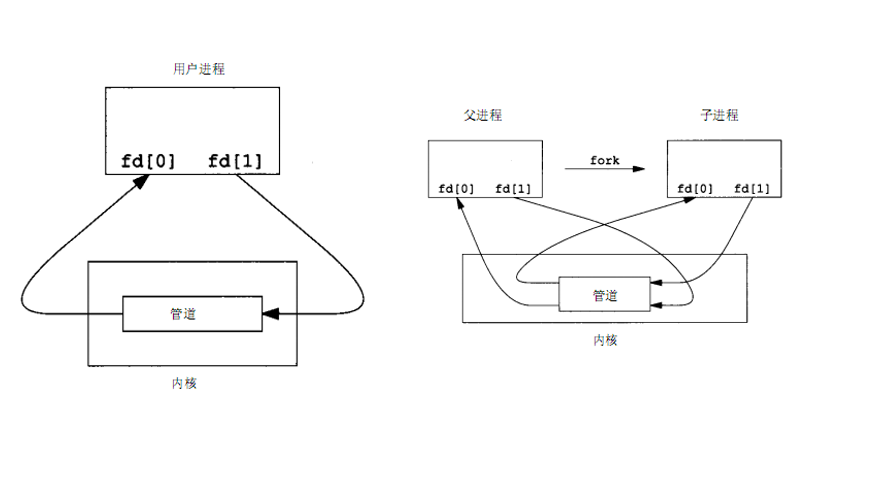 用户进程
fd[0] fd[1]
管道
内核
父进程
子进程
fd[0] fd[1]
fork
fd[0] fd[1]
管道
内核